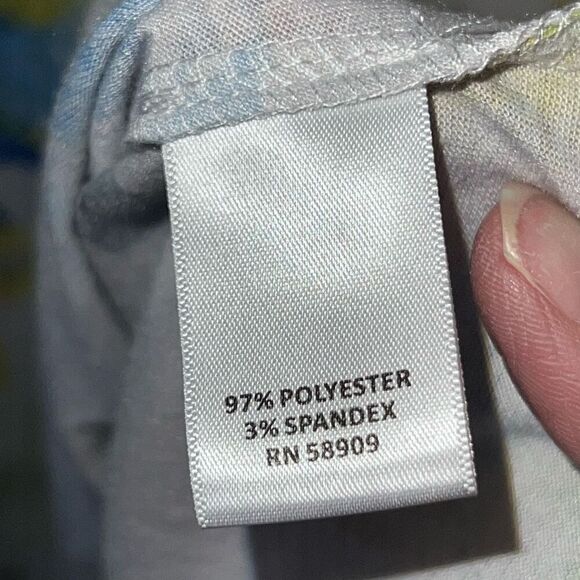 97% POLYESTER
3% SPANDEX
RN 58909